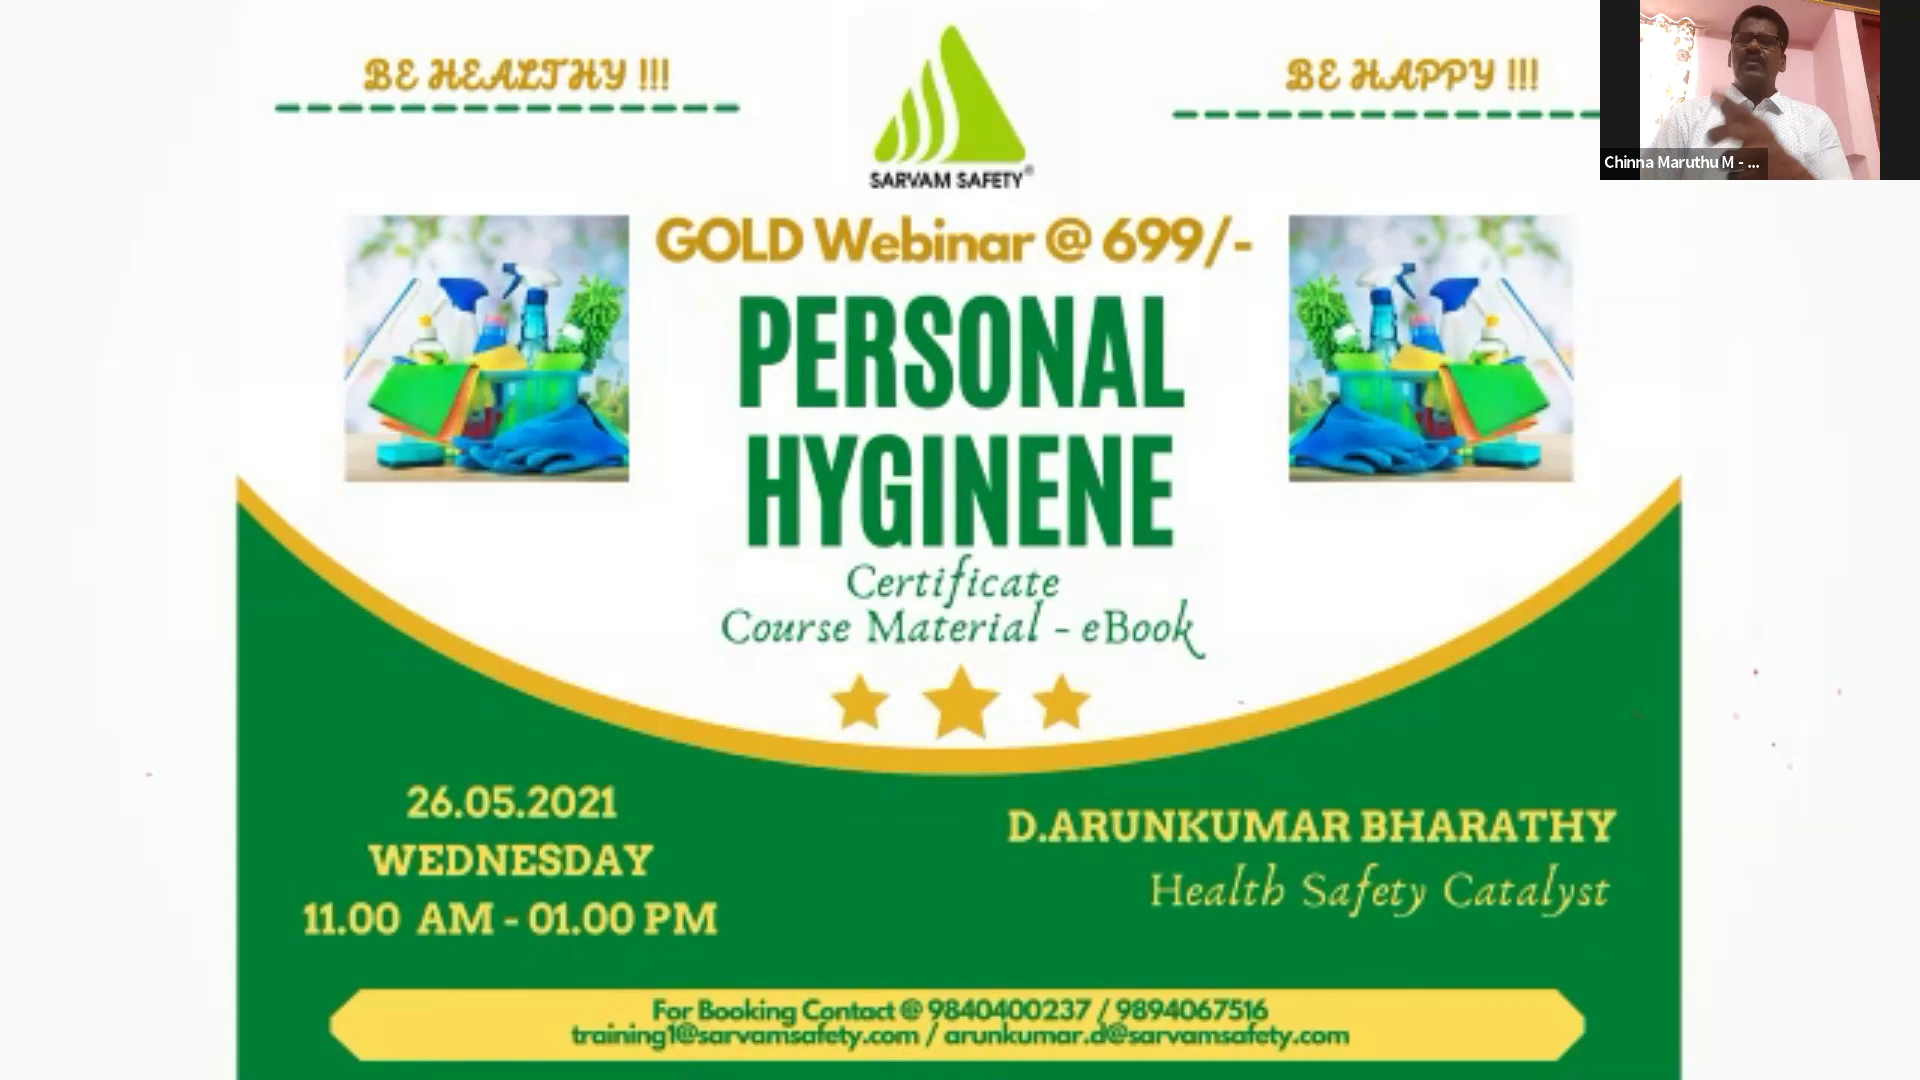 BE HEALTHY !!!
BE HAPPY !!!
SARVAM SAFETY®
Chinna Maruthu M - ...
GOLD Webinar @ 699/-
PERSONAL
HYGINENE
Certificate
Course Material - eBook
26.05.2021
WEDNESDAY
11.00 AM - 01.00 PM
D.ARUNKUMAR BHARATHY
Health Safety Catalyst
For Booking Contact @ 9840400237 / 9894067516
training1@sarvamsafety.com / arunkumar.d@sarvamsafety.com